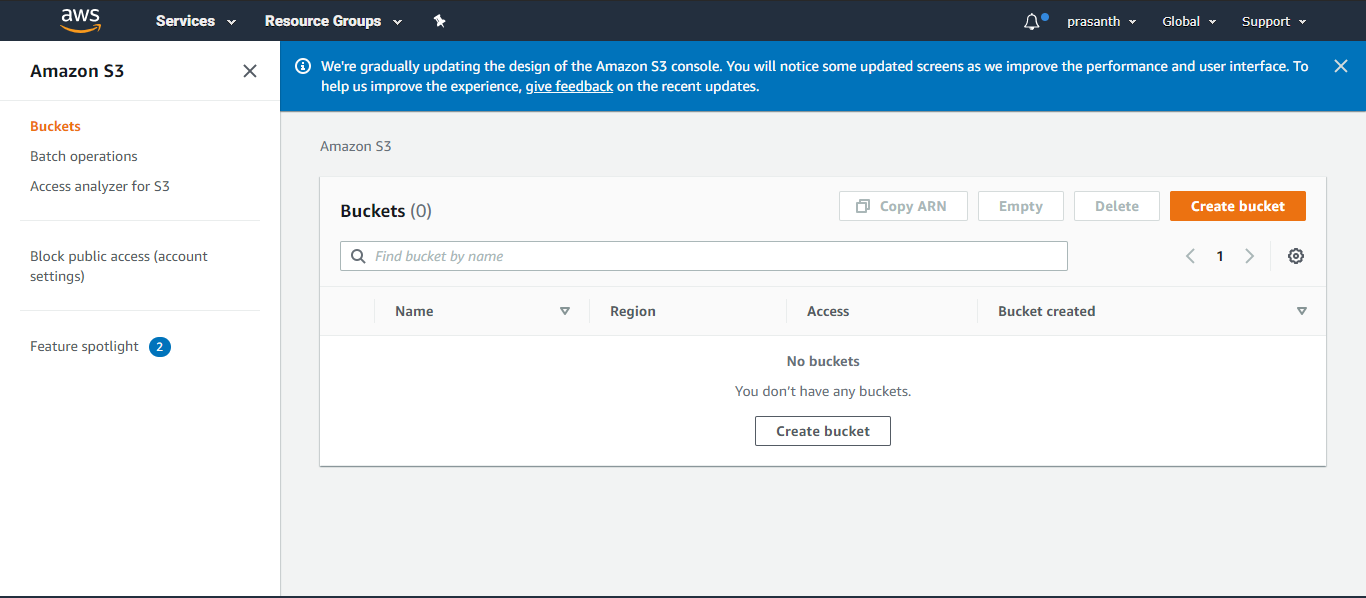 aws Services Resource Groups prasanth Global Support
Amazon S3
We're gradually updating the design of the Amazon S3 console. You will notice some updated screens as we improve the performance and user interface. To
help us improve the experience, give feedback on the recent updates.
Buckets
Batch operations
Access analyzer for S3
Block public access (account
settings)
Feature spotlight 2
Amazon S3
Buckets (0) Copy ARN Empty Delete Create bucket
Find bucket by name 1
Name Region Access Bucket created
No buckets
You don't have any buckets.
Create bucket